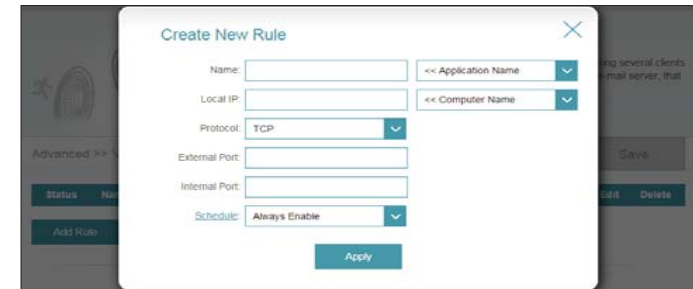 Create New Rule
Name: << Application Name
Local IP: << Computer Name
Protocol: TCP
External Port:
Internal Port:
Schedule: Always Enable
Apply
several clients
mail server, that
Advanced >>
Save
Status
Edit Delete
Add Rule